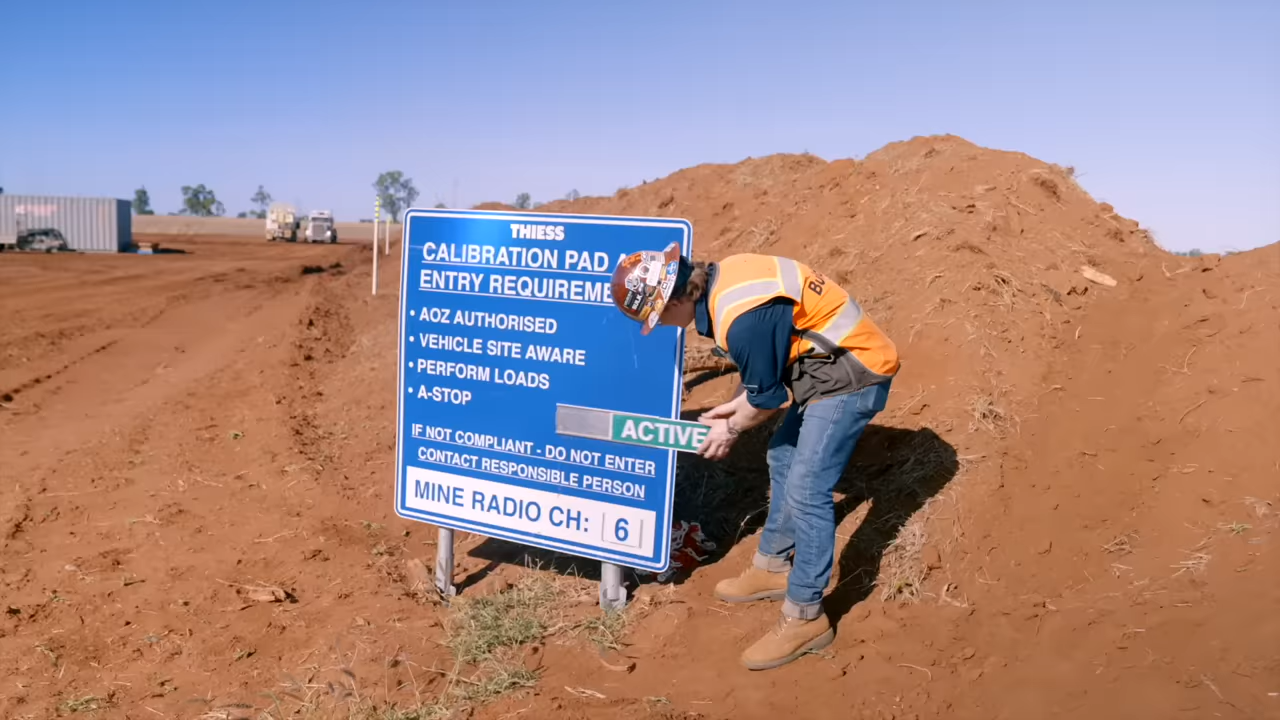 THIESS
CALIBRATION PAD
ENTRY
• AOZ AUTHORISED
• VEHICLE SITE AWARE
• PERFORM LOADS
• A-STOP
ACTIVE
IF NOT COMPLIANT - DO NOT ENTER
CONTACT RESPONSIBLE PERSON
MINE RADIO CH: 6